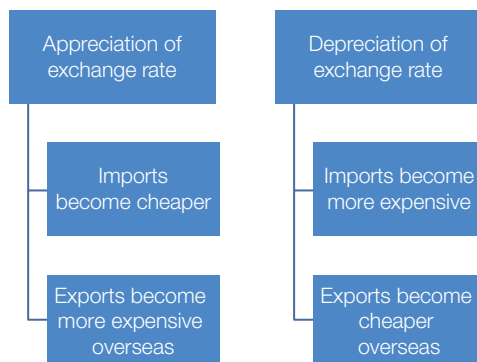 Appreciation of
exchange rate
Imports
become cheaper
Exports become
more expensive
overseas
Depreciation of
exchange rate
Imports become
more expensive
Exports become
cheaper
overseas